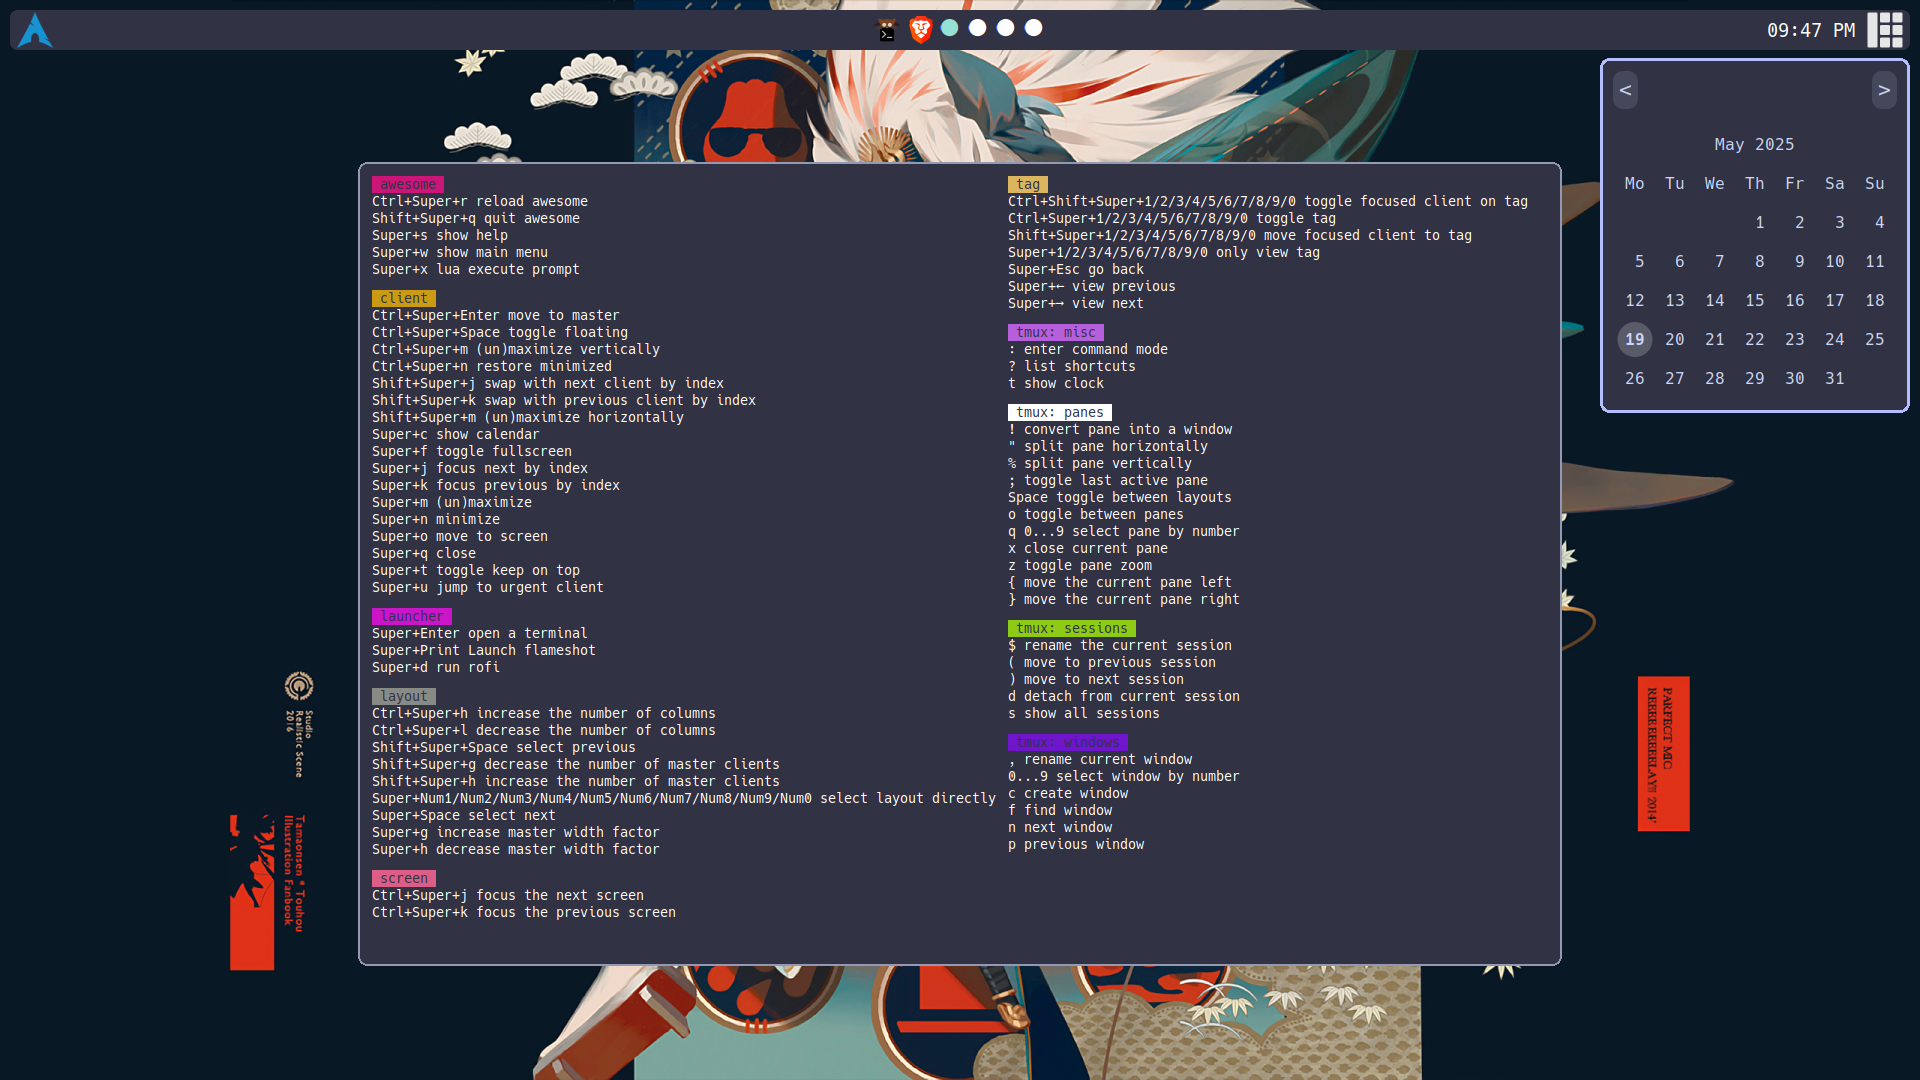 09:47 PM
<
>
May 2025
Mo Tu We Th Fr Sa Su
1 2 3 4
5 6 7 8 9 10 11
12 13 14 15 16 17 18
19 20 21 22 23 24 25
26 27 28 29 30 31
awesome
Ctrl+Super+r reload awesome
Shift+Super+q quit awesome
Super+s show help
Super+w show main menu
Super+x lua execute prompt
client
Ctrl+Super+Enter move to master
Ctrl+Super+Space toggle floating
Ctrl+Super+m (un)maximize vertically
Ctrl+Super+n restore minimized
Shift+Super+j swap with next client by index
Shift+Super+k swap with previous client by index
Shift+Super+m (un)maximize horizontally
Super+c show calendar
Super+f toggle fullscreen
Super+j focus next by index
Super+k focus previous by index
Super+m (un)maximize
Super+n minimize
Super+o move to screen
Super+q close
Super+t toggle keep on top
Super+u jump to urgent client
launcher
Super+Enter open a terminal
Super+Print Launch flameshot
Super+d run rofi
layout
Ctrl+Super+h increase the number of columns
Ctrl+Super+l decrease the number of columns
Shift+Super+Space select previous
Shift+Super+g decrease the number of master clients
Shift+Super+h increase the number of master clients
Super+Num1/Num2/Num3/Num4/Num5/Num6/Num7/Num8/Num9/Num0 select layout directly
Super+Space select next
Super+g increase master width factor
Super+h decrease master width factor
screen
Ctrl+Super+j focus the next screen
Ctrl+Super+k focus the previous screen
tag
Ctrl+Shift+Super+1/2/3/4/5/6/7/8/9/0 toggle focused client on tag
Ctrl+Super+1/2/3/4/5/6/7/8/9/0 toggle tag
Shift+Super+1/2/3/4/5/6/7/8/9/0 move focused client to tag
Super+1/2/3/4/5/6/7/8/9/0 only view tag
Super+Esc go back
Super+← view previous
Super+→ view next
tmux: misc
: enter command mode
? list shortcuts
t show clock
tmux: panes
! convert pane into a window
" split pane horizontally
% split pane vertically
; toggle last active pane
Space toggle between layouts
o toggle between panes
q 0...9 select pane by number
x close current pane
z toggle pane zoom
{ move the current pane left
} move the current pane right
tmux: sessions
$ rename the current session
( move to previous session
) move to next session
d detach from current session
s show all sessions
tmux: windows
, rename current window
0...9 select window by number
c create window
f find window
n next window
p previous window
Studio
Realistic Scene
2016
Tamaonsen * Touhou
Illustration Fanbook
PARFECT MIC
2014'